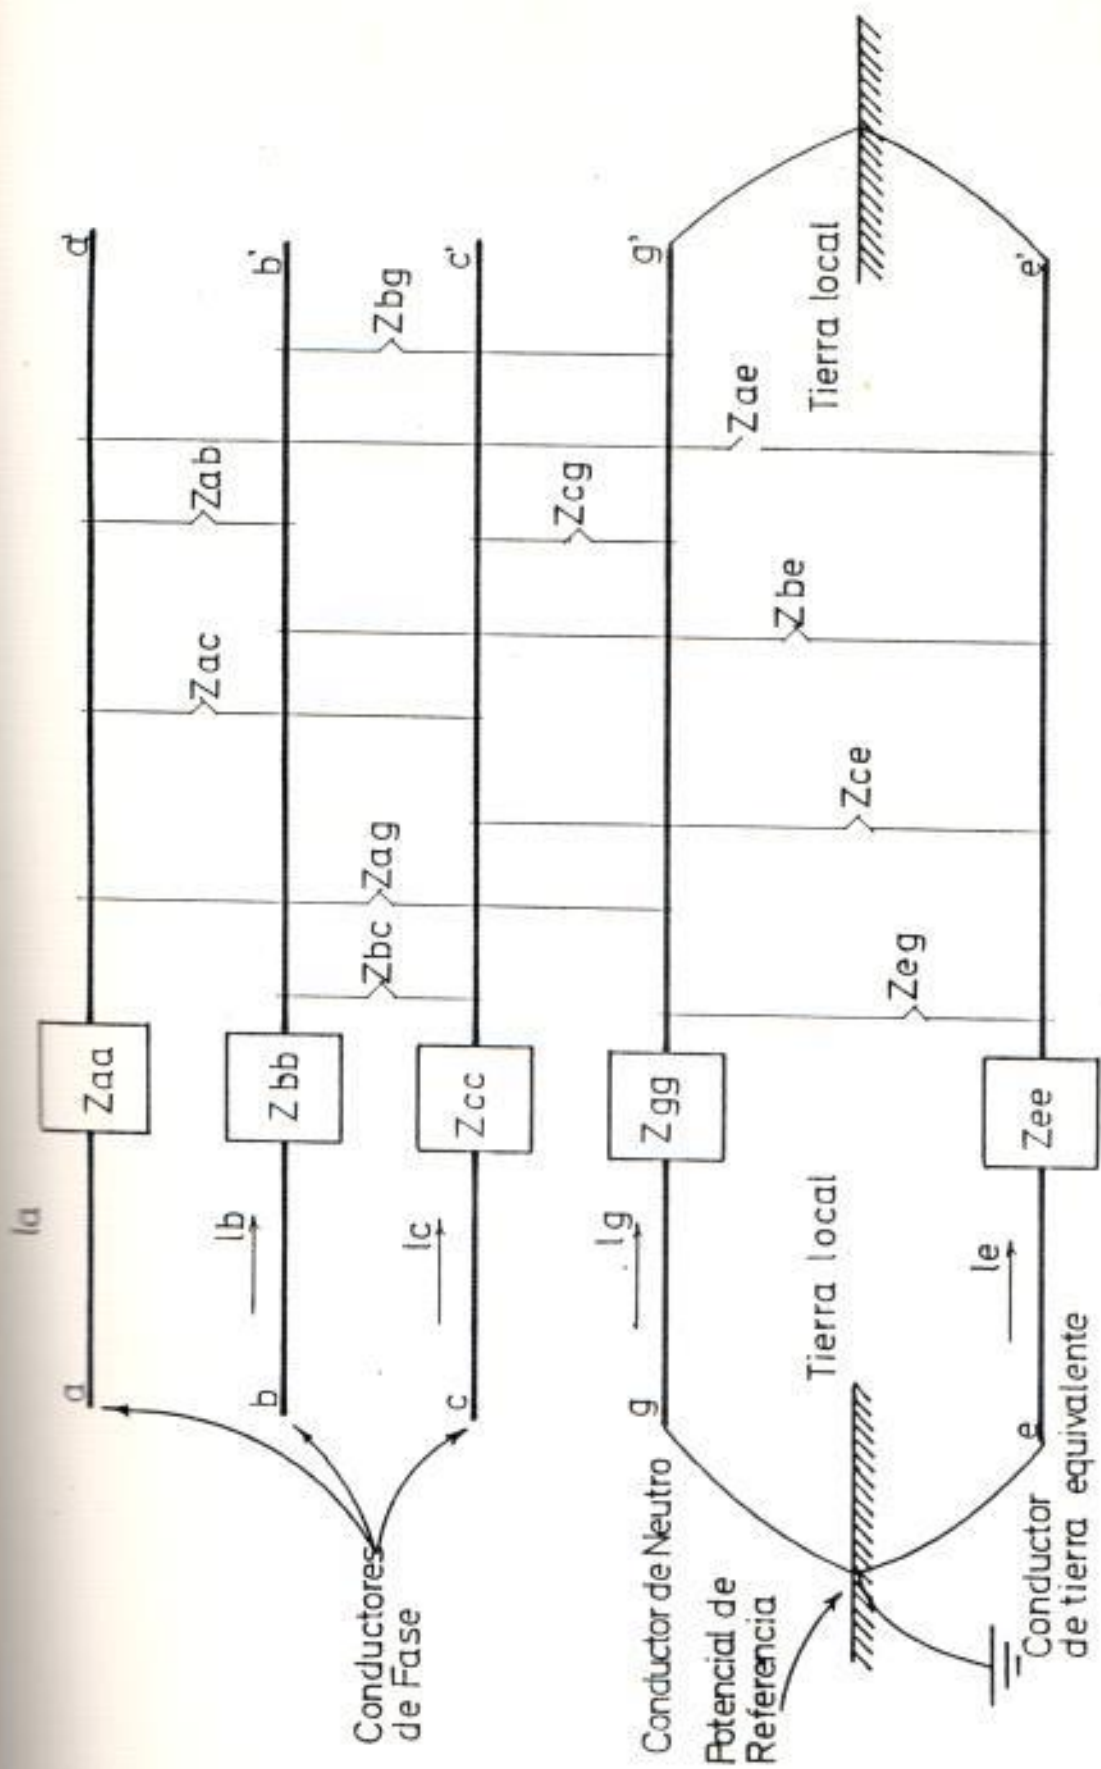 Ia
a
Zaa
a'
Zac
Zab
Ib
b
Zbb
b'
Conductores
de Fase
Zbc
Zag
Zbg
Ic
c
Zcc
c'
Zcg
Ig
g
Zgg
g'
Conductor de Neutro
Potencial de
Referencia
Tierra local
Zeg
Zce
Zbe
Zae
Tierra local
Ie
e
Zee
e'
Conductor
de tierra equivalente